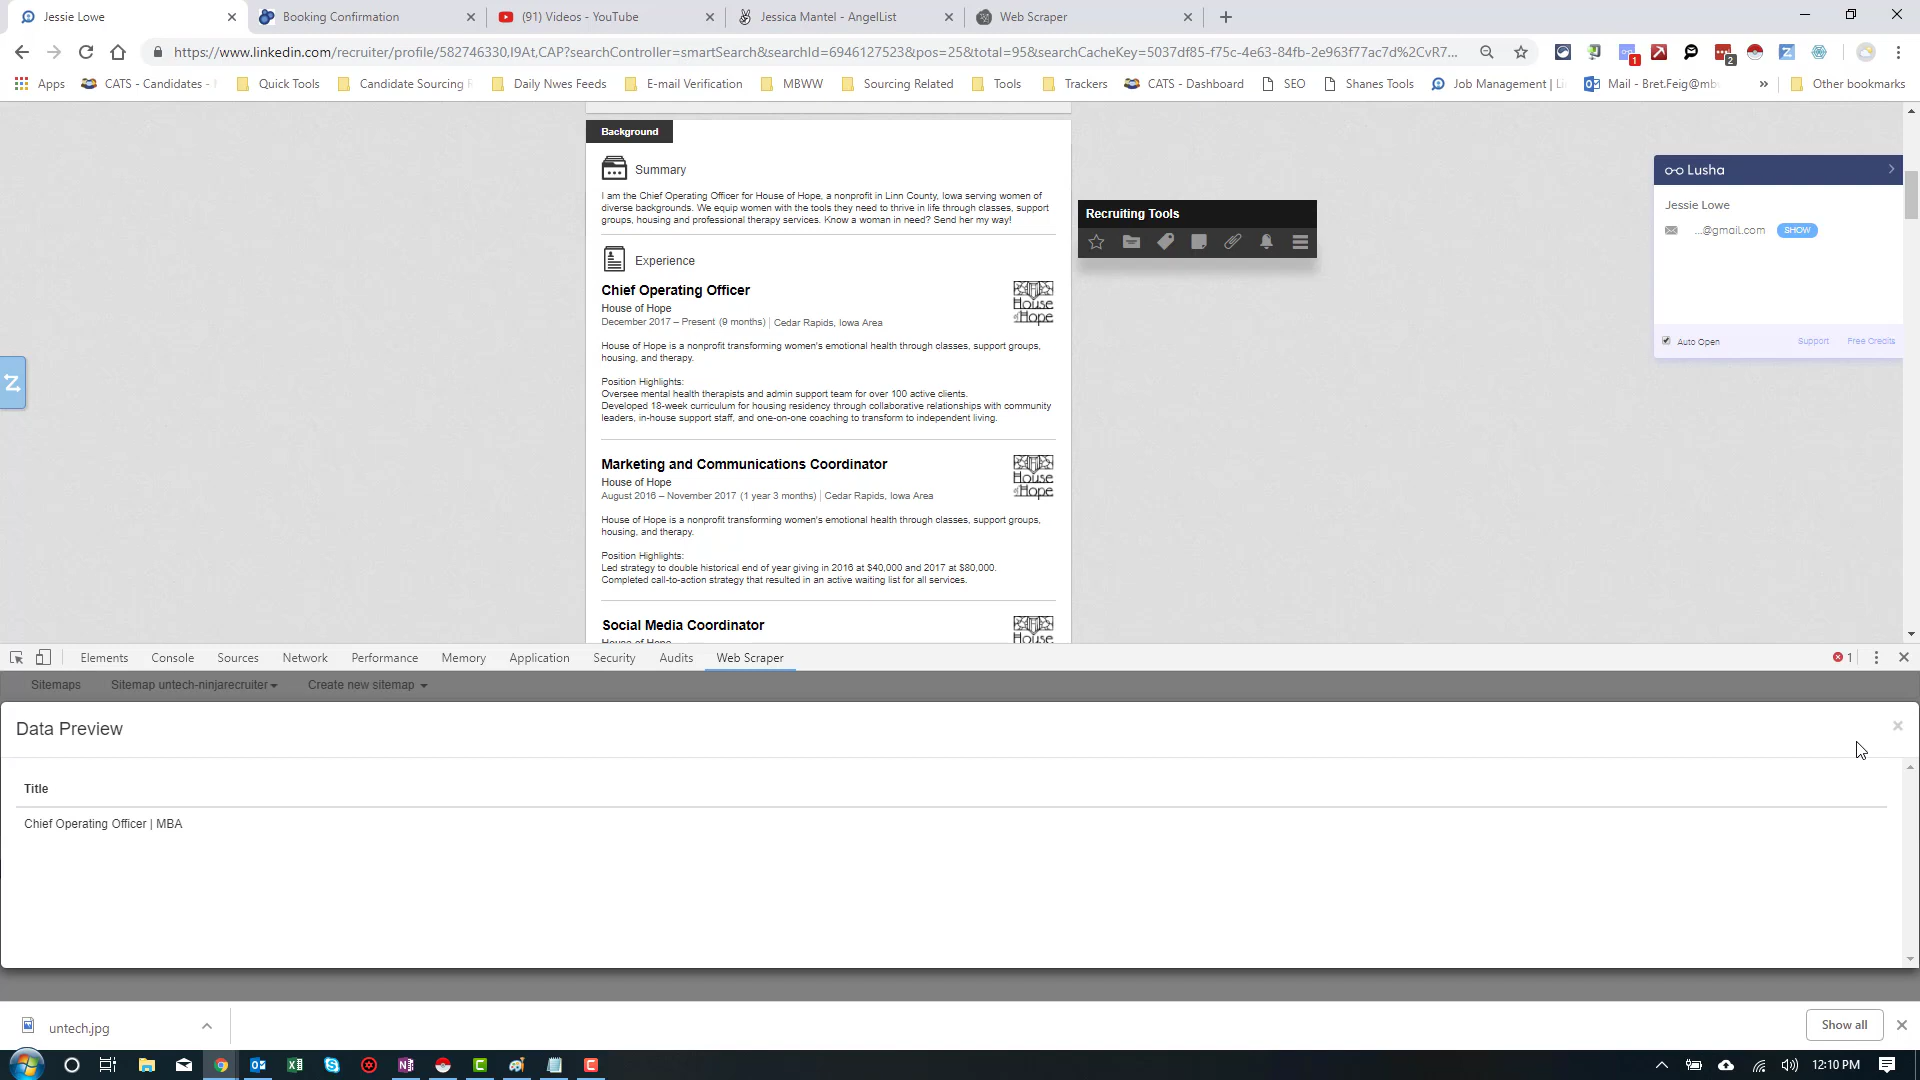 Jessie Lowe
Booking Confirmation
(91) Videos - YouTube
Jessica Mantel - AngelList
Web Scraper
https://www.linkedin.com/recruiter/profile/582746330,I9At,CAP?searchController=smartSearch&searchId=6946127523&pos=25&total=95&searchCacheKey=5037df85-f75c-4e63-84fb-2e963f77ac7d%2CvR7...
1
2
Apps
CATS - Candidates -
Quick Tools
Candidate Sourcing
Daily Nwes Feeds
E-mail Verification
MBWW
Sourcing Related
Tools
Trackers
CATS - Dashboard
SEO
Shanes Tools
Job Management | Li
Mail - Bret.Feig@mb
»
Other bookmarks
Background
Summary
I am the Chief Operating Officer for House of Hope, a nonprofit in Linn County, Iowa serving women of
diverse backgrounds. We equip women with the tools they need to thrive in life through classes, support
groups, housing and professional therapy services. Know a woman in need? Send her my way!
Experience
Chief Operating Officer
House of Hope
December 2017 – Present (9 months) | Cedar Rapids, Iowa Area
House of Hope
House of Hope is a nonprofit transforming women's emotional health through classes, support groups,
housing, and therapy.
Position Highlights:
Oversee mental health therapists and admin support team for over 100 active clients.
Developed 18-week curriculum for housing residency through collaborative relationships with community
leaders, in-house support staff, and one-on-one coaching to transform to independent living.
Marketing and Communications Coordinator
House of Hope
August 2016 – November 2017 (1 year 3 months) | Cedar Rapids, Iowa Area
House of Hope
House of Hope is a nonprofit transforming women's emotional health through classes, support groups,
housing, and therapy.
Position Highlights:
Led strategy to double historical end of year giving in 2016 at $40,000 and 2017 at $80,000.
Completed call-to-action strategy that resulted in an active waiting list for all services.
Social Media Coordinator
House of Hope
House
Recruiting Tools
Lusha
Jessie Lowe
...@gmail.com
SHOW
Auto Open
Support
Free Credits
Elements
Console
Sources
Network
Performance
Memory
Application
Security
Audits
Web Scraper
1
Sitemaps
Sitemap untech-ninjarecruiter
Create new sitemap
Data Preview
Title
Chief Operating Officer | MBA
untech.jpg
Show all
12:10 PM